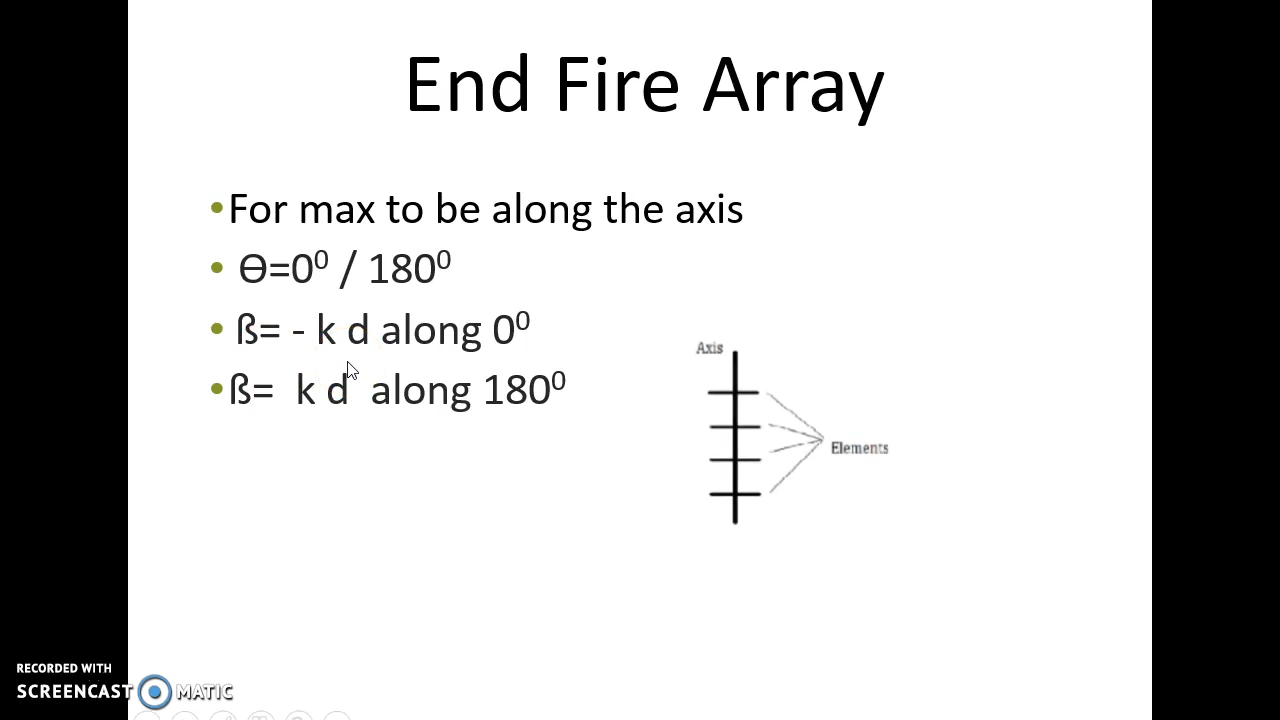 End Fire Array
•For max to be along the axis
• Ɵ=0⁰ / 180⁰
• ß= - k d along 0⁰
•ß=  k d  along 180⁰
Axis
Elements
RECORDED WITH
SCREENCAST MATIC